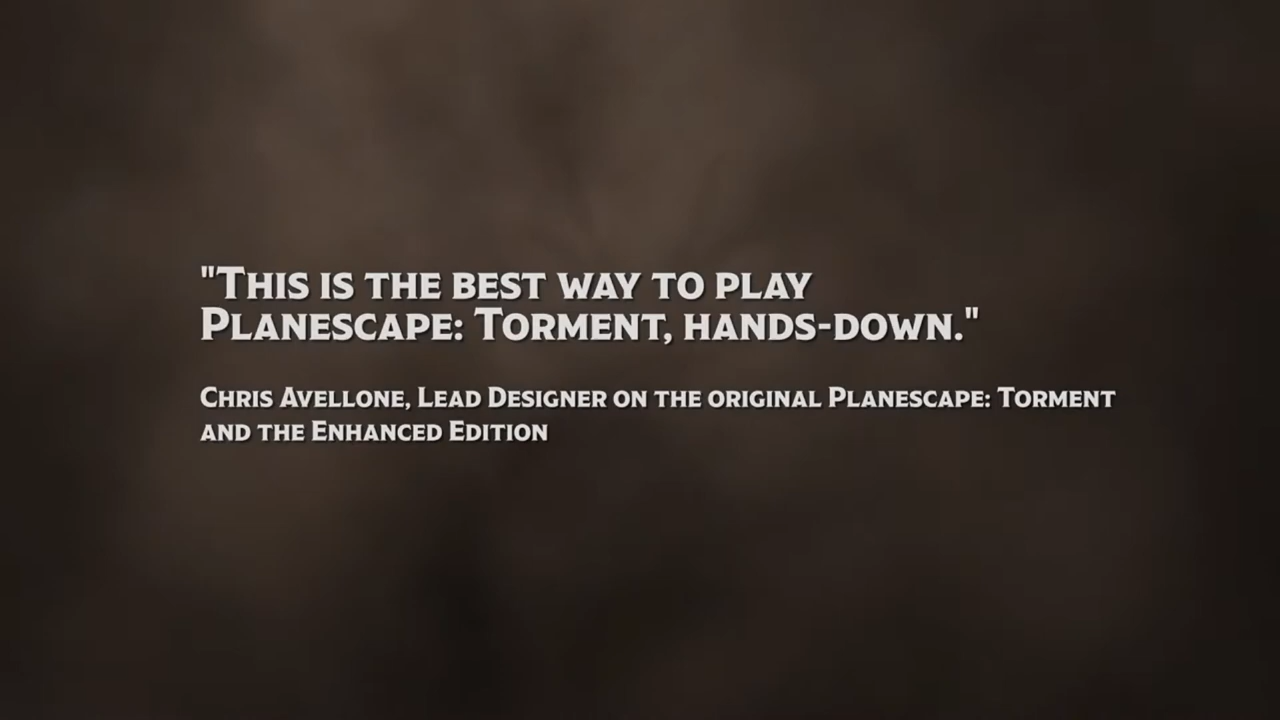 "This is the best way to play
Planescape: Torment, hands-down."
Chris Avellone, Lead Designer on the original Planescape: Torment
and the Enhanced Edition